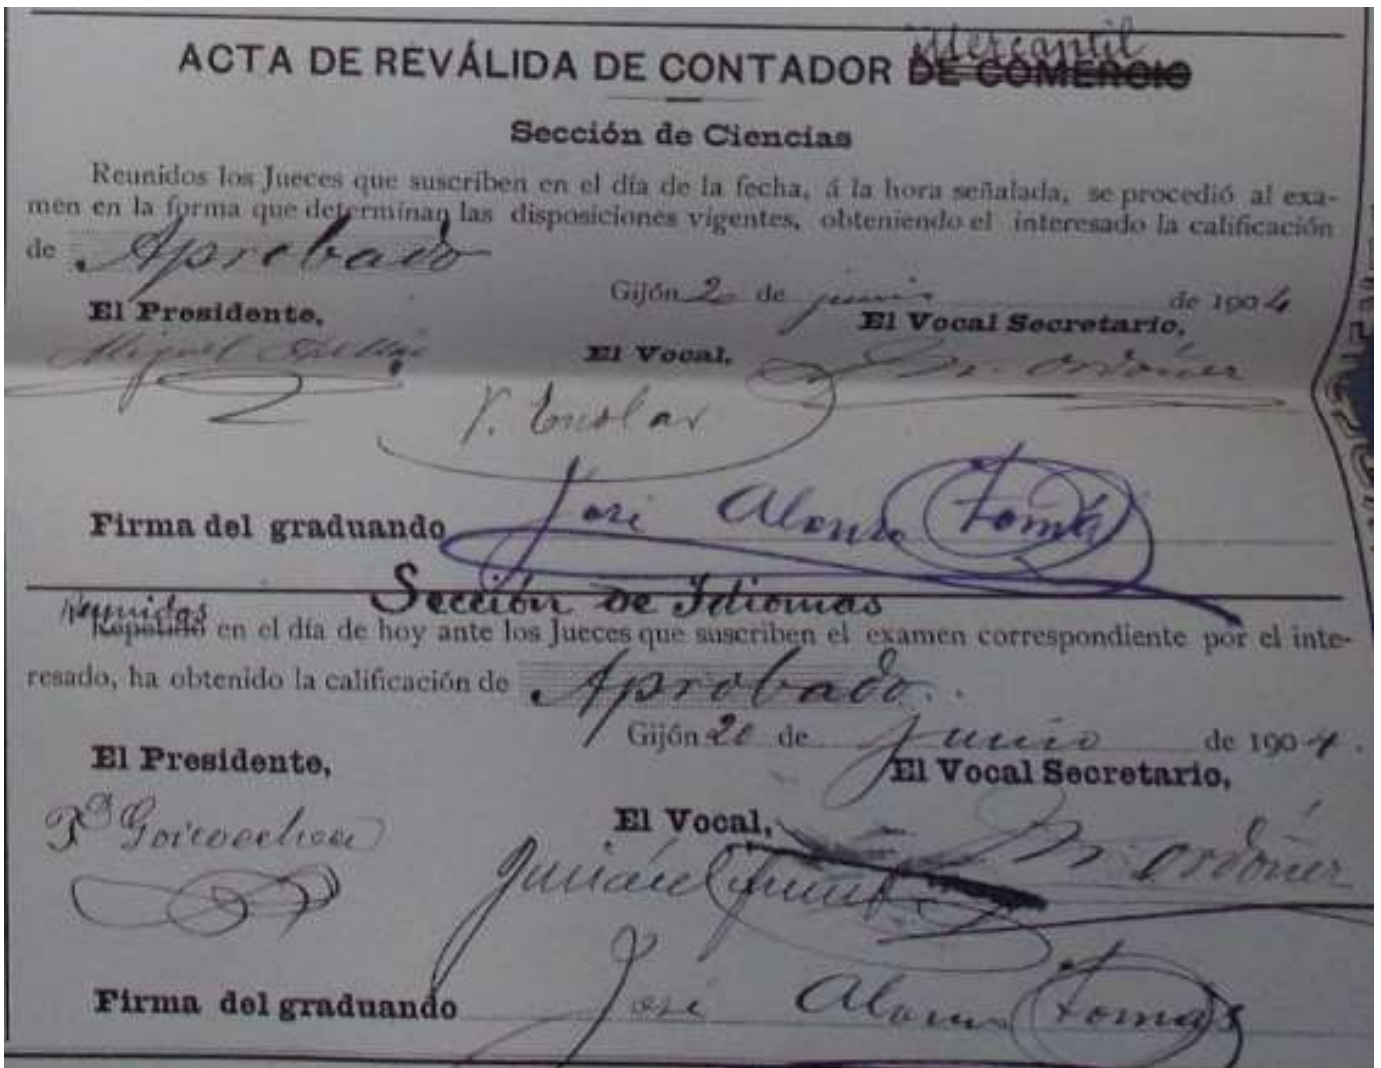 Mercantil
ACTA DE REVÁLIDA DE CONTADOR DE COMERCIO
Sección de Ciencias
Reunidos los Jueces que suscriben en el día de la fecha, á la hora señalada, se procedió al exa-
men en la forma que determinan las disposiciones vigentes, obteniendo el interesado la calificación
de Aprobado
Gijón 20 de junio de 1904
El Presidente,
El Vocal Secretario,
El Vocal,
Miguel
M. Ordóñez
José Alonso Tomás
Firma del graduando
Sección de Idiomas
Reunidos
en el día de hoy ante los Jueces que suscriben el examen correspondiente por el inte-
resado, ha obtenido la calificación de Aprobado.
Gijón 20 de Junio de 1904.
El Presidente,
El Vocal Secretario,
El Vocal,
Goicoechea
M. Ordóñez
Firma del graduando José Alonso Tomás